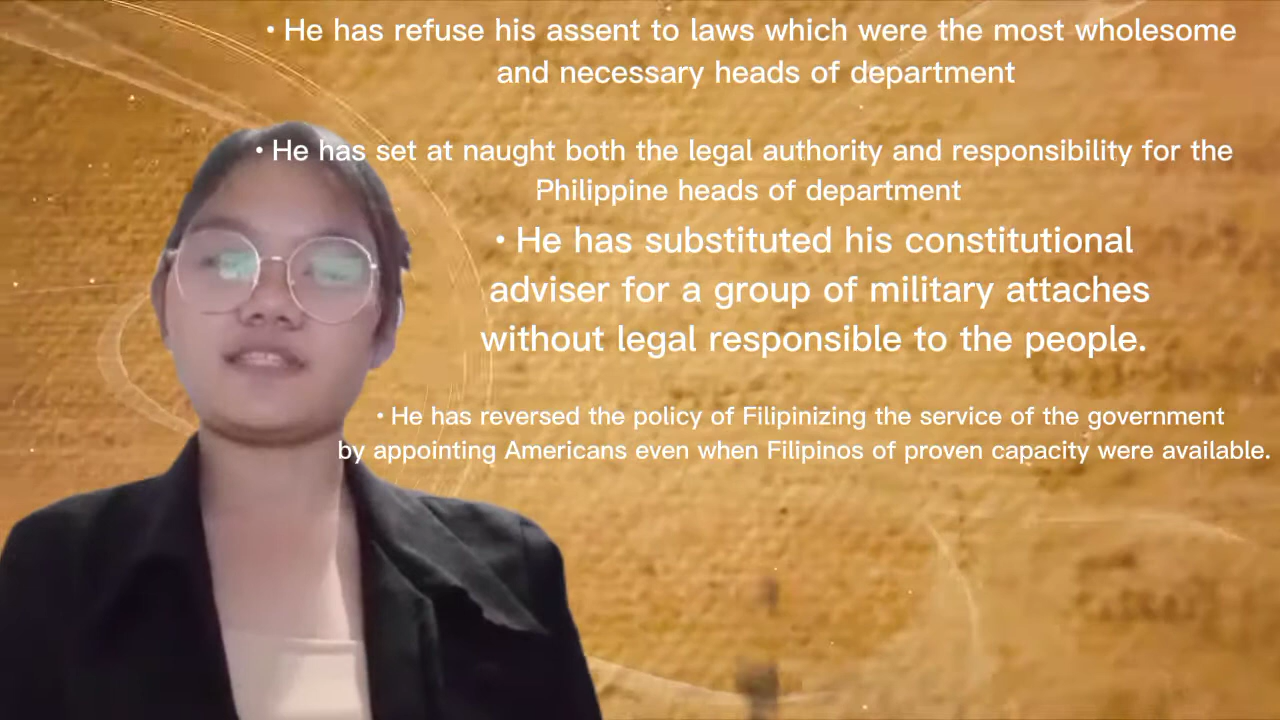 • He has refuse his assent to laws which were the most wholesome
and necessary heads of department
• He has set at naught both the legal authority and responsibility for the
Philippine heads of department
• He has substituted his constitutional
adviser for a group of military attaches
without legal responsible to the people.
• He has reversed the policy of Filipinizing the service of the government
by appointing Americans even when Filipinos of proven capacity were available.